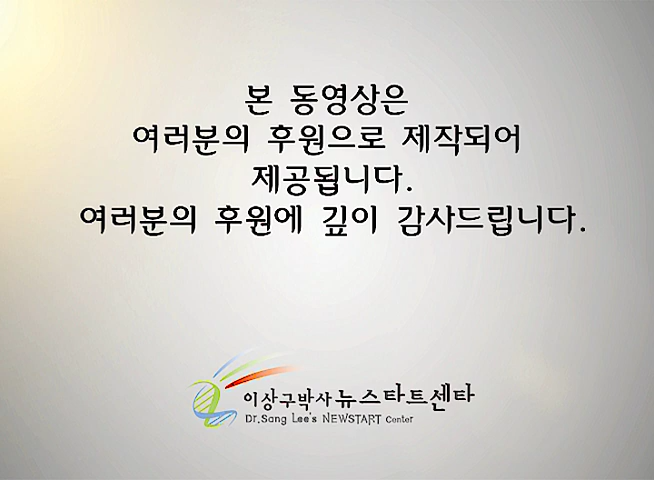 본 동영상은
여러분의 후원으로 제작되어
제공됩니다.
여러분의 후원에 깊이 감사드립니다.
이상구박사 뉴스타트센타
Dr.Sang Lee's NEWSTART Center